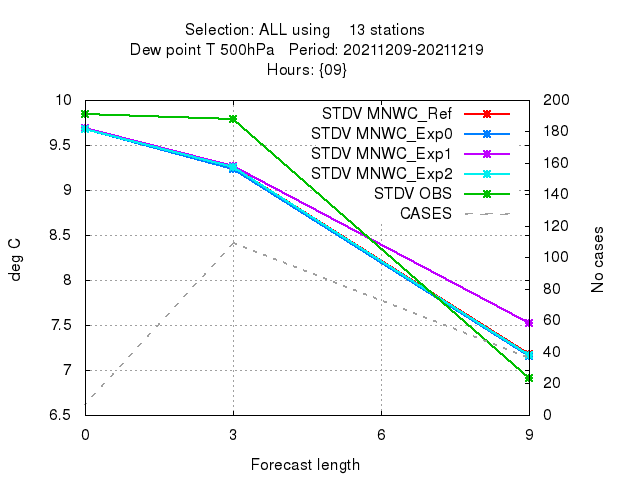 Selection: ALL using    13 stations
Dew point T 500hPa   Period: 20211209-20211219
Hours: {09}
10
9.5
9
8.5
8
7.5
7
6.5
deg C
STDV MNWC_Ref
STDV MNWC_Exp0
STDV MNWC_Exp1
STDV MNWC_Exp2
STDV OBS
CASES
200
180
160
140
120
100
80
60
40
20
0
No cases
0
3
6
9
Forecast length